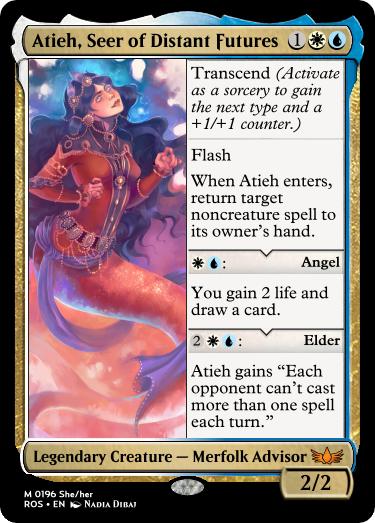 Atieh, Seer of Distant Futures 1
Transcend (Activate
as a sorcery to gain
the next type and a
+1/+1 counter.)
Flash
When Atieh enters,
return target
noncreature spell to
its owner's hand.
: Angel
You gain 2 life and
draw a card.
2 : Elder
Atieh gains “Each
opponent can't cast
more than one spell
each turn.”
Legendary Creature — Merfolk Advisor
2/2
M 0196 She/her
ROS • EN Nadia Dibaj